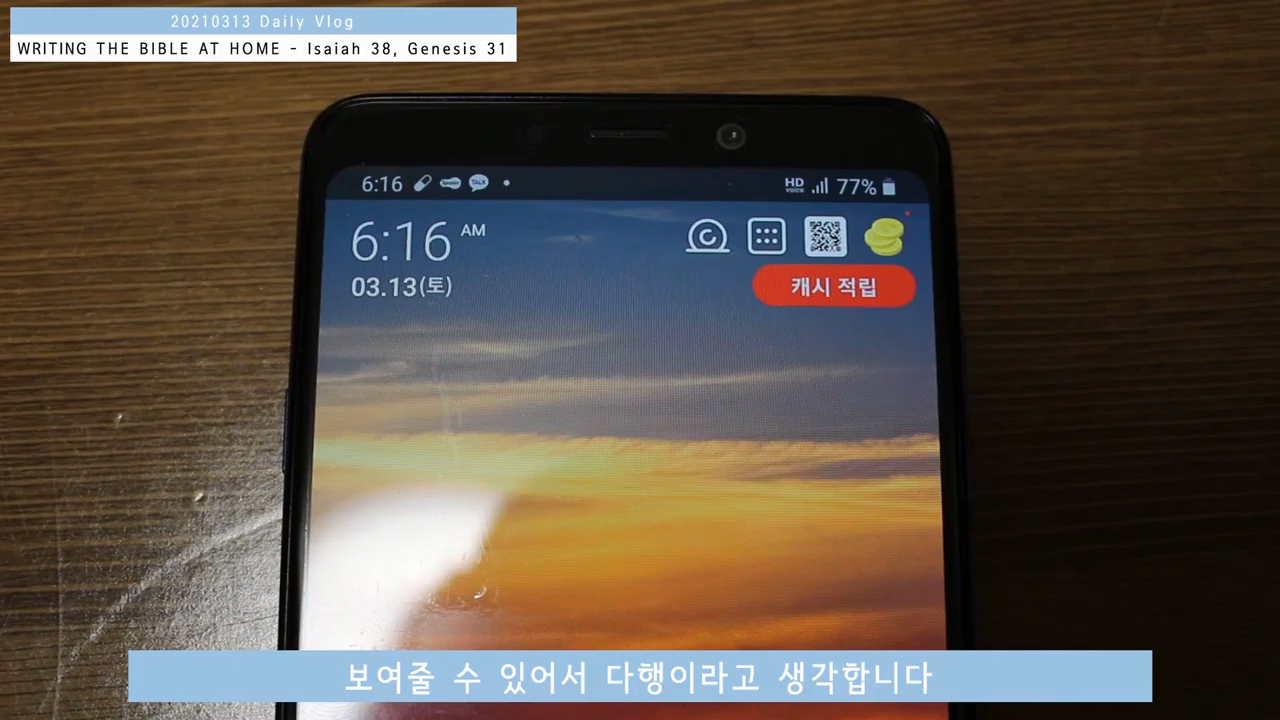 20210313 Daily Vlog
WRITING THE BIBLE AT HOME - Isaiah 38, Genesis 31
6:16
TALK
HD
voice
77%
6:16 AM
03.13(토)
캐시 적립
보여줄 수 있어서 다행이라고 생각합니다